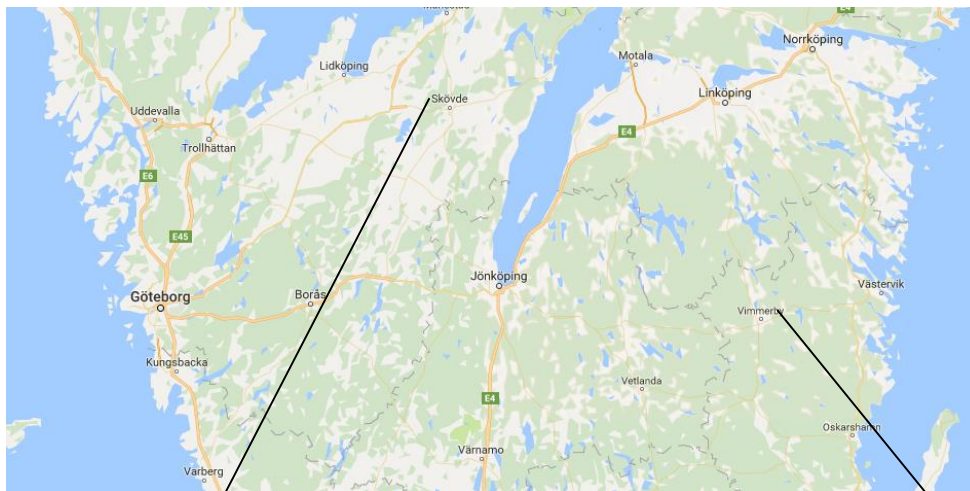 E4
Norrköping
Motala
Lidköping
Linköping
Skövde
Uddevalla
E4
Trollhättan
E6
E45
Jönköping
Västervik
Göteborg
Borås
Vimmerby
Kungsbacka
Vetlanda
E4
Oskarshamn
Värnamo
Varberg